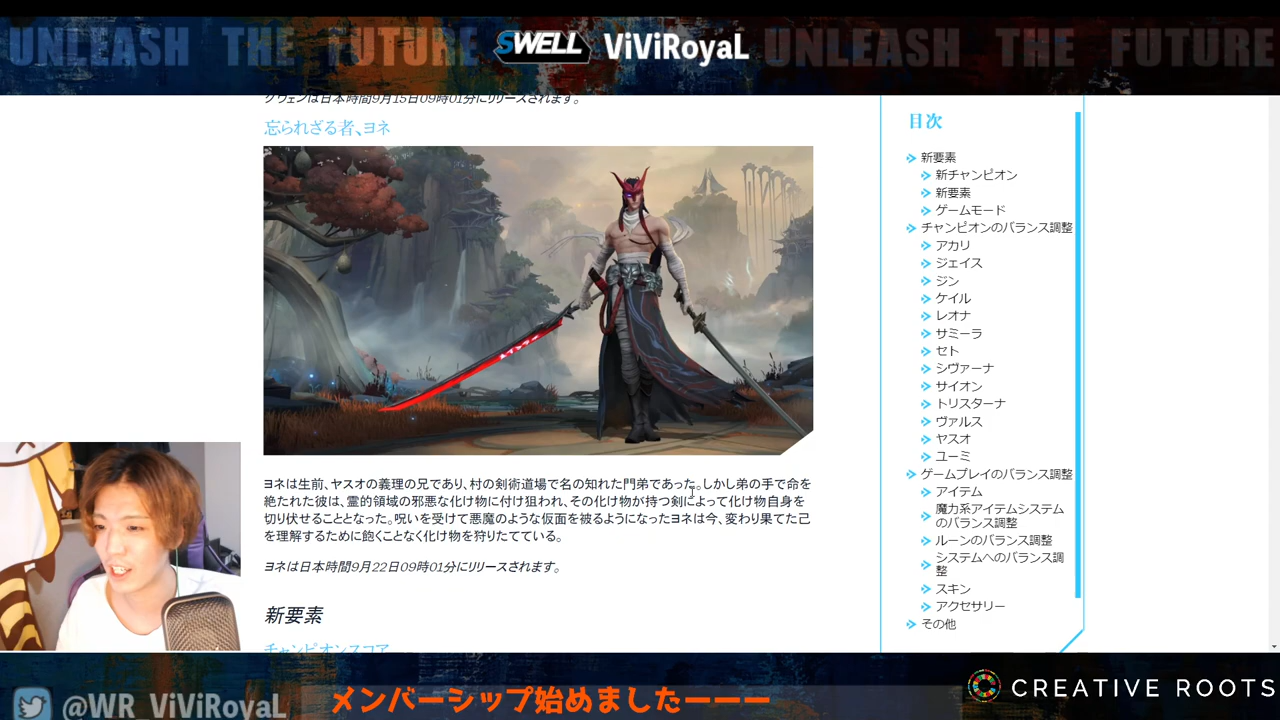 UNLEASH THE FUTURE SWELL ViViRoyaL UNLEASH THE FUTURE
グウェンは日本時間9月15日09時01分にリリースされます。
忘られざる者、ヨネ
ヨネは生前、ヤスオの義理の兄であり、村の剣術道場で名の知れた門弟であった。しかし弟の手で命を
絶たれた彼は、霊的領域の邪悪な化け物に付け狙われ、その化け物が持つ剣によって化け物自身を
切り伏せることとなった。呪いを受けて悪魔のような仮面を被るようになったヨネは今、変わり果てた己
を理解するために飽くことなく化け物を狩りたてている。
ヨネは日本時間9月22日09時01分にリリースされます。
新要素
チャンピオンスコア
目次
新要素
新チャンピオン
新要素
ゲームモード
チャンピオンのバランス調整
アカリ
ジェイス
ジン
ケイル
レオナ
サミーラ
セト
シヴァーナ
サイオン
トリスターナ
ヴァルス
ヤスオ
ユーミ
ゲームプレイのバランス調整
アイテム
魔力系アイテムシステム
のバランス調整
ルーンのバランス調整
システムへのバランス調
整
スキン
アクセサリー
その他
@WR_ViViRoyaL
メンバーシップ始めましたーーー
CREATIVE ROOTS